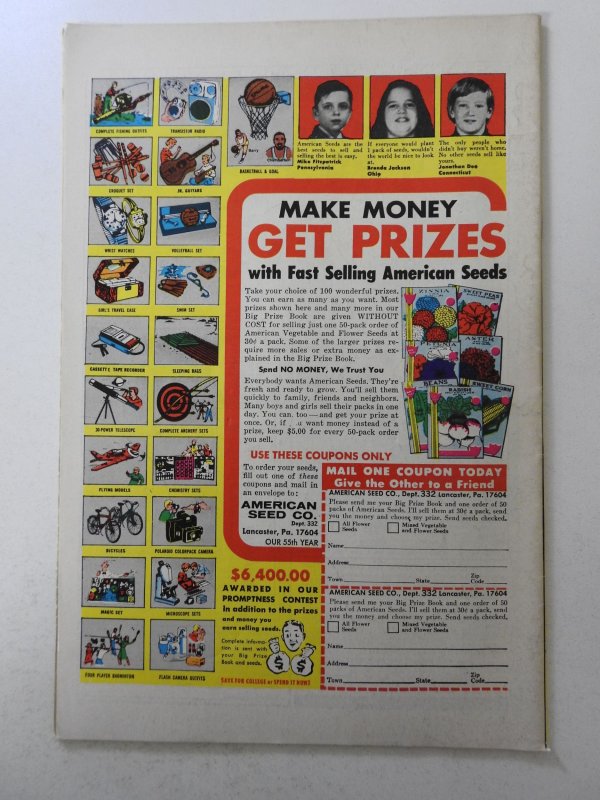 COMPLETE FISHING OUTFITS
TRANSISTOR RADIO
BASKETBALL & GOAL
CROQUET SET
JR. GUITARS
WRIST WATCHES
VOLLEYBALL SET
GIRL'S TRAVEL CASE
SWIM SET
CASSETTE TAPE RECORDER
SLEEPING BAGS
30-POWER TELESCOPE
COMPLETE ARCHERY SETS
FLYING MODELS
CHEMISTRY SETS
BICYCLES
POLAROID COLORPACK CAMERA
MAGIC SET
MICROSCOPE SETS
FOUR PLAYER BADMINTON
FLASH CAMERA OUTFITS
American Seeds are the
best seeds to sell and
selling the best is easy.
Mike Fitzpatrick
Pennsylvania
If everyone would plant
1 pack of seeds, wouldn't
the world be nice to look
at.
Brenda Jackson
Ohio
The only people who
didn't buy weren't home.
No other seeds sell like
yours.
Jonathan Doe
Connecticut
MAKE MONEY
GET PRIZES
with Fast Selling American Seeds
Take your choice of 100 wonderful prizes.
You can earn as many as you want. Most
prizes shown here and many more in our
Big Prize Book are given WITHOUT
COST for selling just one 50-pack order of
American Vegetable and Flower Seeds at
30¢ a pack. Some of the larger prizes re-
quire more sales or extra money as ex-
plained in the Big Prize Book.
Send NO MONEY, We Trust You
Everybody wants American Seeds. They're
fresh and ready to grow. You'll sell them
quickly to family, friends and neighbors.
Many boys and girls sell their packs in one
day. You can, too—and get your prize at
once. Or, if want money instead of a
prize, keep $5.00 for every 50-pack order
you sell.
ZINNIA
SWEET PEAS
PETUNIA
ASTER
BEANS
RADISH
SWEET CORN
USE THESE COUPONS ONLY
To order your seeds,
fill out one of these
coupons and mail in
an envelope to:
AMERICAN
SEED CO.
Dept. 332
Lancaster, Pa. 17604
OUR 55th YEAR
MAIL ONE COUPON TODAY
Give the Other to a Friend
AMERICAN SEED CO., Dept. 332 Lancaster, Pa. 17604
Please send me your Big Prize Book and one order of 50
packs of American Seeds. I'll sell them at 30¢ a pack, send
you the money and choose my prize. Send seeds checked.
All Flower
Seeds
Mixed Vegetable
and Flower Seeds
Name
Address
Town State Zip
Code
AMERICAN SEED CO., Dept. 332 Lancaster, Pa. 17604
Please send me your Big Prize Book and one order of 50
packs of American Seeds. I'll sell them at 30¢ a pack, send
you the money and choose my prize. Send seeds checked.
All Flower
Seeds
Mixed Vegetable
and Flower Seeds
Name
Address
Town State Zip
Code
$6,400.00
AWARDED IN OUR
PROMPTNESS CONTEST
In addition to the prizes
and money you
earn selling seeds.
Complete informa-
tion is sent with
your Big Prize
Book and seeds.
$ $
SAVE FOR COLLEGE or SPEND IT NOW!